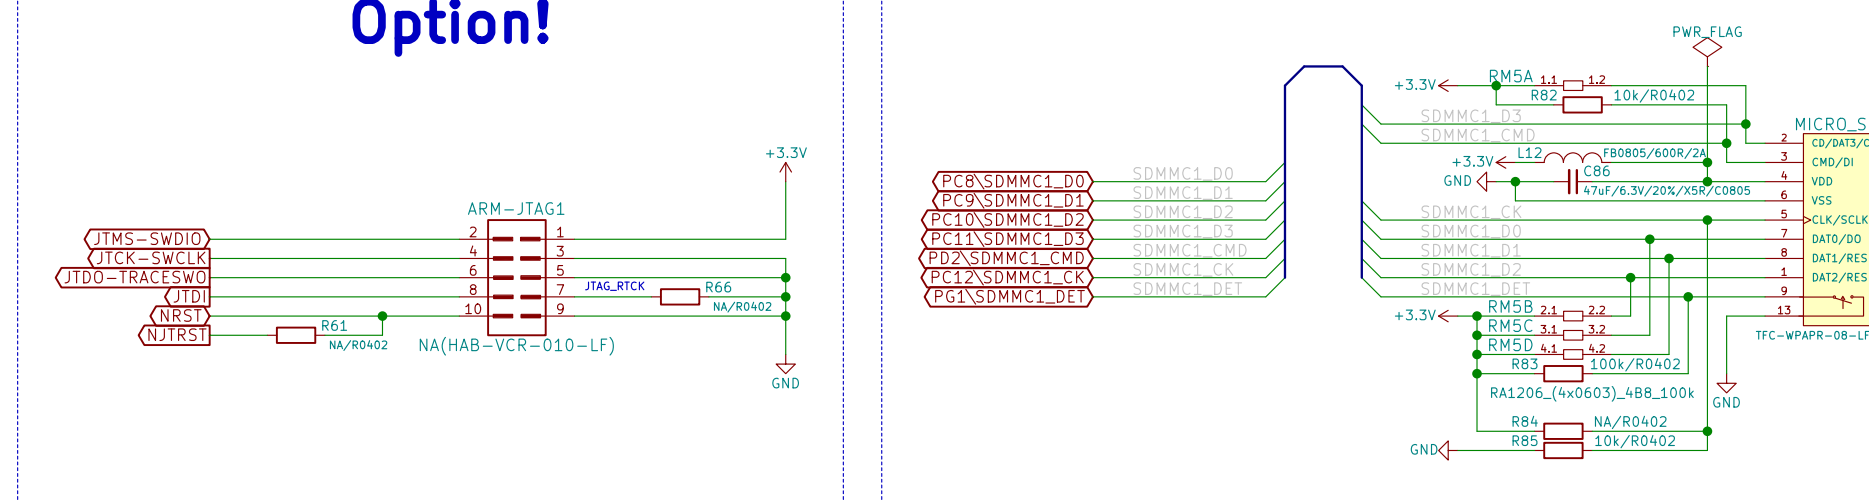 Option!
+3.3V
ARM-JTAG1
JTMS-SWDIO 2 1
JTCK-SWCLK 4 3
JTDO-TRACESWO 6 5
JTDI 8 7 JTAG_RTCK R66
NA/R0402
NRST 10 9
NJTRST R61
NA/R0402
NA(HAB-VCR-010-LF)
GND
PC8\SDMMC1_D0 SDMMC1_D0
PC9\SDMMC1_D1 SDMMC1_D1
PC10\SDMMC1_D2 SDMMC1_D2
PC11\SDMMC1_D3 SDMMC1_D3
PD2\SDMMC1_CMD SDMMC1_CMD
PC12\SDMMC1_CK SDMMC1_CK
PG1\SDMMC1_DET SDMMC1_DET
PWR_FLAG
+3.3V RM5A 1.1 1.2
R82 10k/R0402
SDMMC1_D3
SDMMC1_CMD
MICRO_S
2 CD/DAT3/C
+3.3V L12 FB0805/600R/2A 3 CMD/DI
GND C86 4 VDD
47uF/6.3V/20%/X5R/C0805 6 VSS
SDMMC1_CK 5 CLK/SCLK
SDMMC1_D0 7 DAT0/DO
SDMMC1_D1 8 DAT1/RES
SDMMC1_D2 1 DAT2/RES
SDMMC1_DET 9
+3.3V RM5B 2.1 2.2 13
RM5C 3.1 3.2 TFC-WPAPR-08-LF
RM5D 4.1 4.2
R83 100k/R0402
RA1206_(4x0603)_4B8_100k
GND
R84 NA/R0402
GND R85 10k/R0402